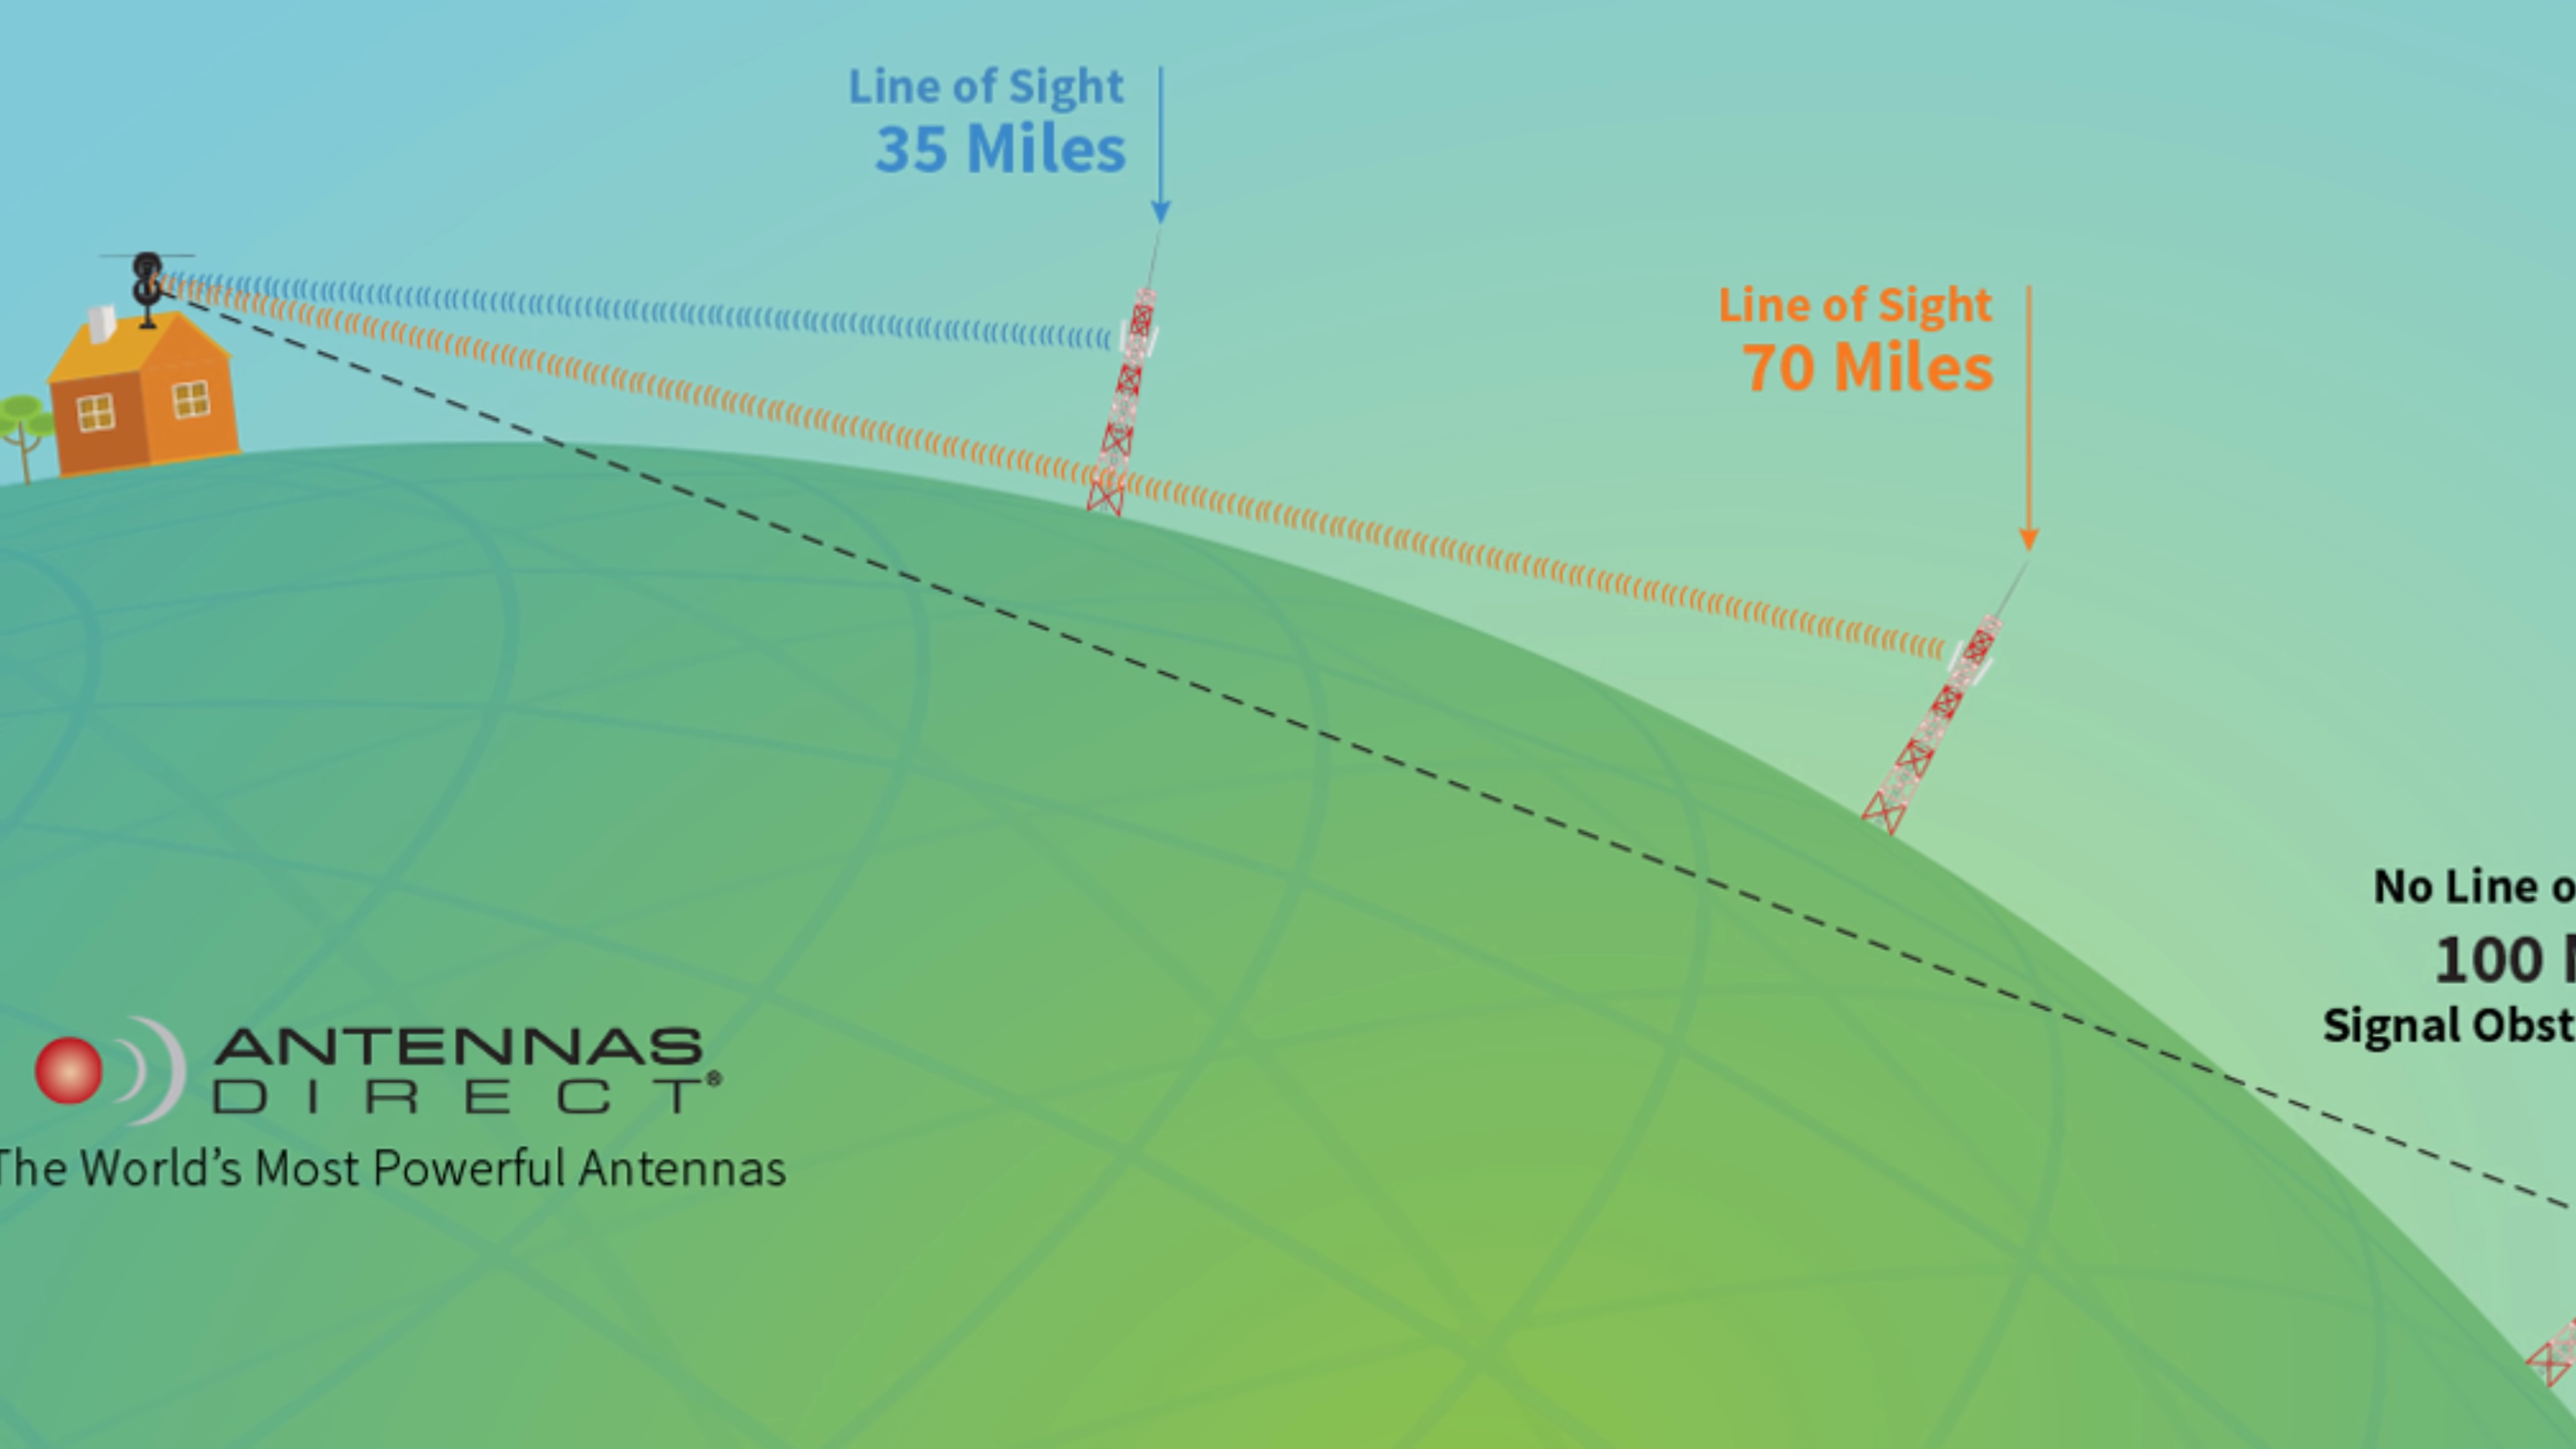 Line of Sight
35 Miles
Line of Sight
70 Miles
No Line o
100
Signal Obst
ANTENNAS
DIRECT®
The World's Most Powerful Antennas